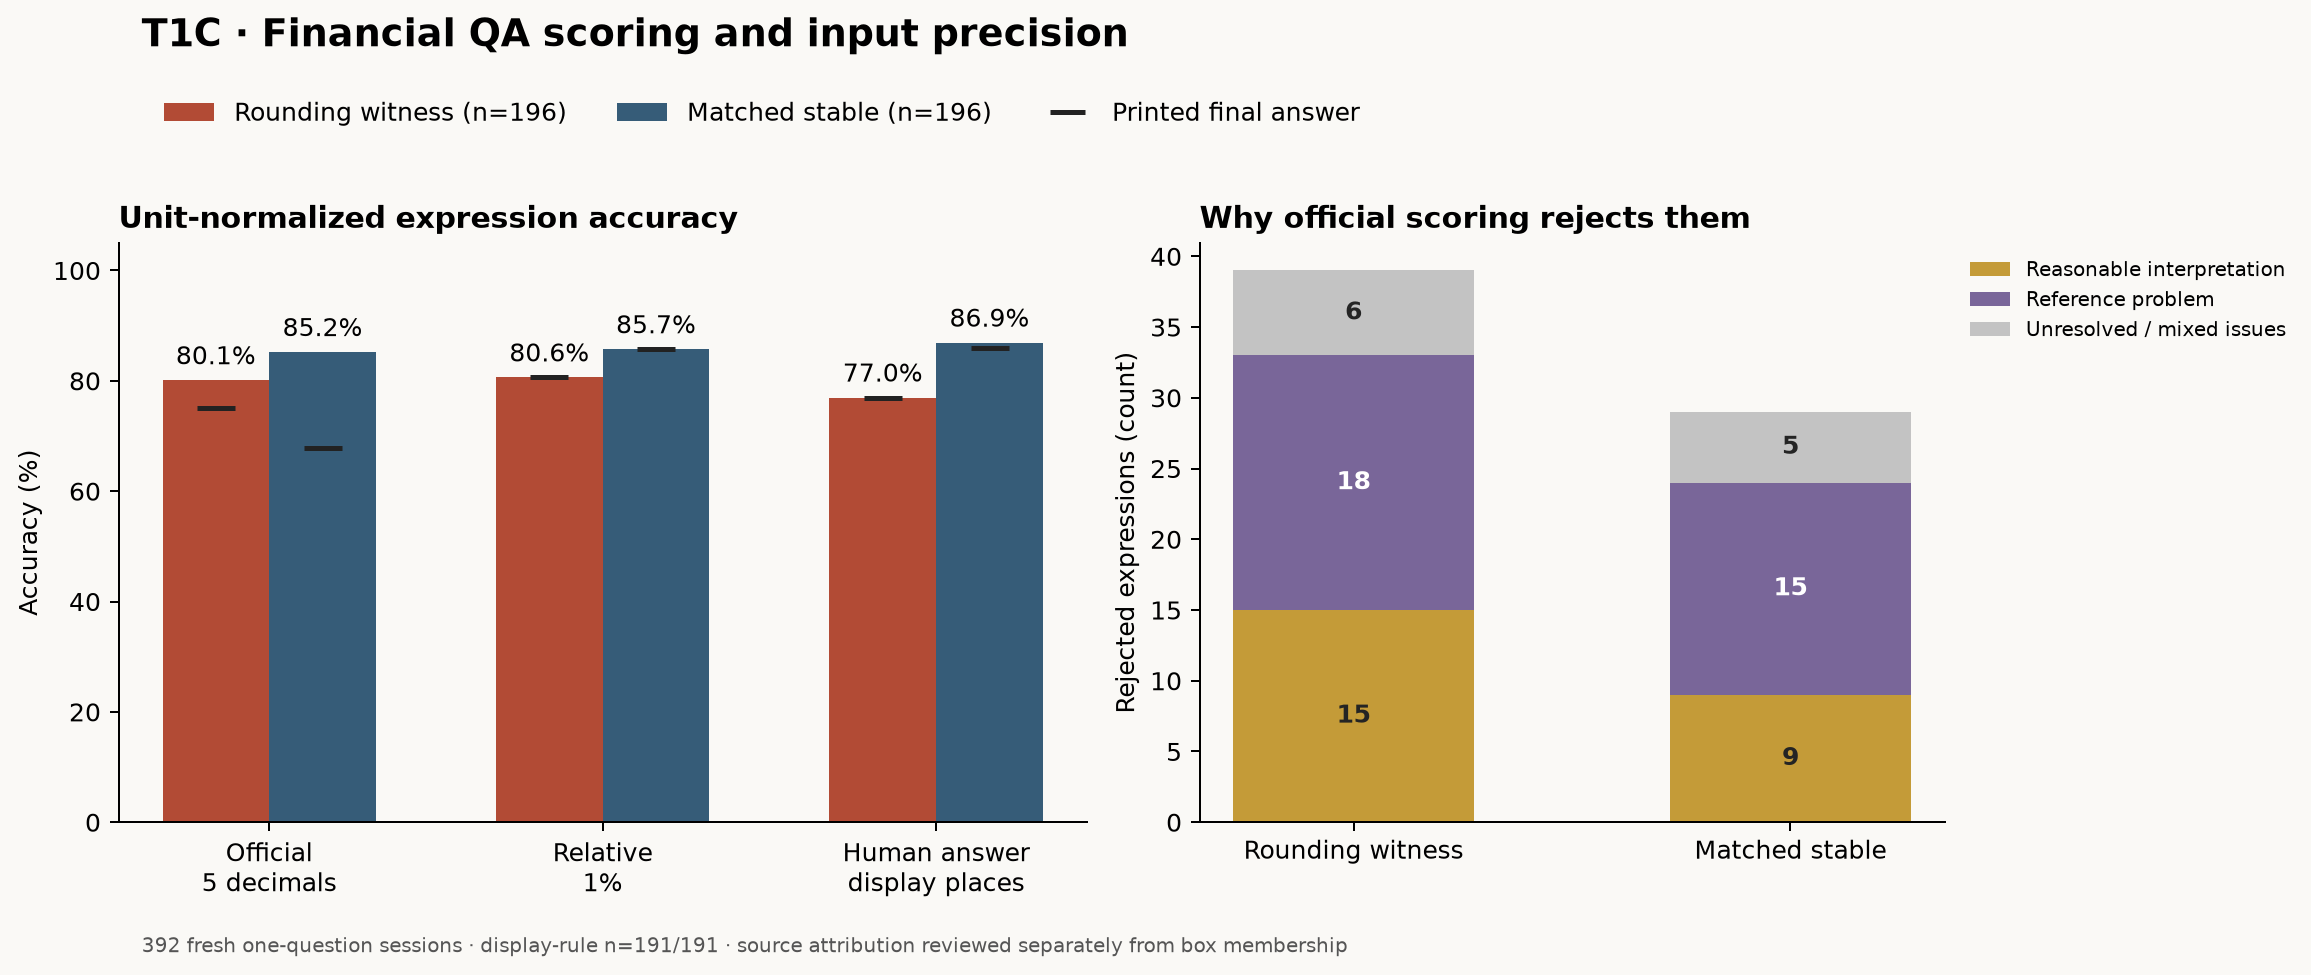 T1C · Financial QA scoring and input precision
Rounding witness (n=196)
Matched stable (n=196)
Printed final answer
Unit-normalized expression accuracy
Accuracy (%)
100
80
60
40
20
0
80.1%
85.2%
80.6%
85.7%
77.0%
86.9%
Official
5 decimals
Relative
1%
Human answer
display places
Why official scoring rejects them
Rejected expressions (count)
40
35
30
25
20
15
10
5
0
6
18
15
5
15
9
Rounding witness
Matched stable
Reasonable interpretation
Reference problem
Unresolved / mixed issues
392 fresh one-question sessions · display-rule n=191/191 · source attribution reviewed separately from box membership